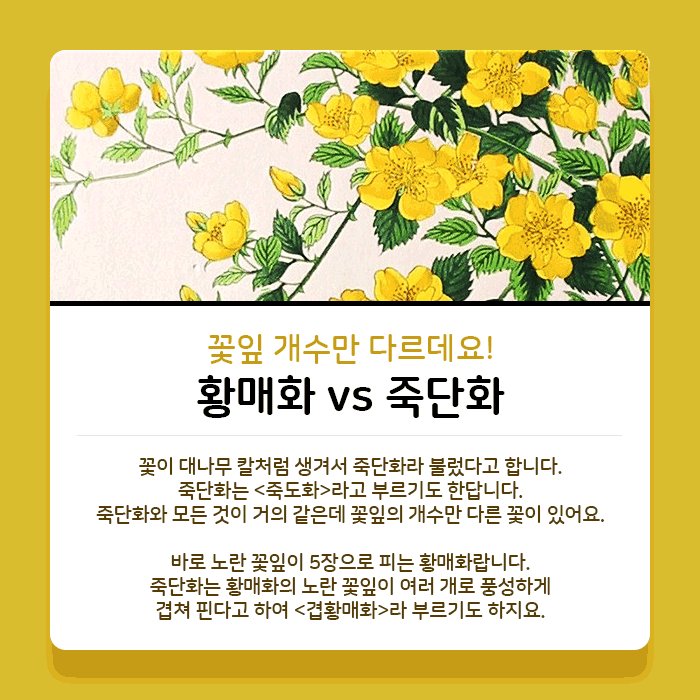 꽃잎 개수만 다르데요!
황매화 vs 죽단화
꽃이 대나무 칼처럼 생겨서 죽단화라 불렀다고 합니다.
죽단화는 <죽도화>라고 부르기도 한답니다.
죽단화와 모든 것이 거의 같은데 꽃잎의 개수만 다른 꽃이 있어요.
바로 노란 꽃잎이 5장으로 피는 황매화랍니다.
죽단화는 황매화의 노란 꽃잎이 여러 개로 풍성하게
겹쳐 핀다고 하여 <겹황매화>라 부르기도 하지요.